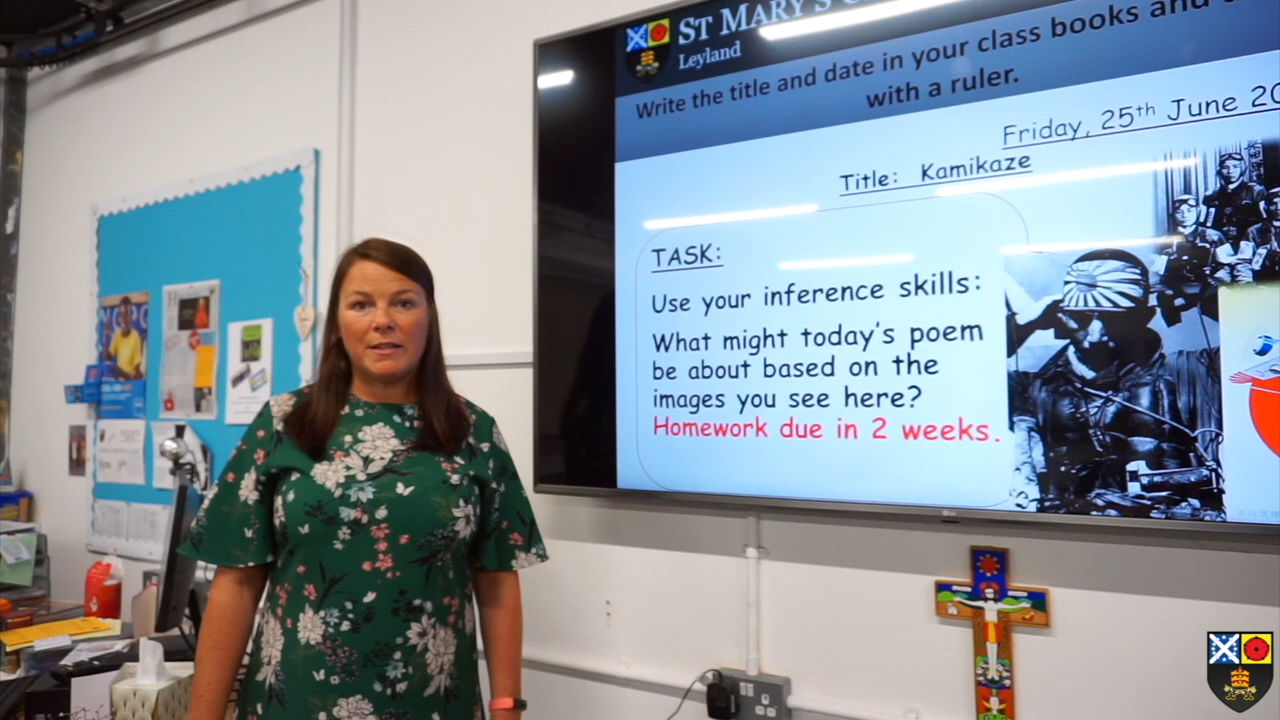 ST MARY'S
Leyland
Write the title and date in your class books and
with a ruler.
Friday, 25th June 20
Title: Kamikaze
TASK:
Use your inference skills:
What might today's poem
be about based on the
images you see here?
Homework due in 2 weeks.